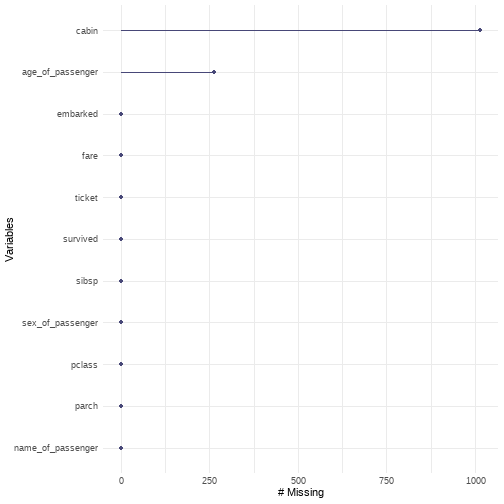 cabin
age_of_passenger
embarked
fare
ticket
survived
sibsp
sex_of_passenger
pclass
parch
name_of_passenger
Variables
0 250 500 750 1000
# Missing